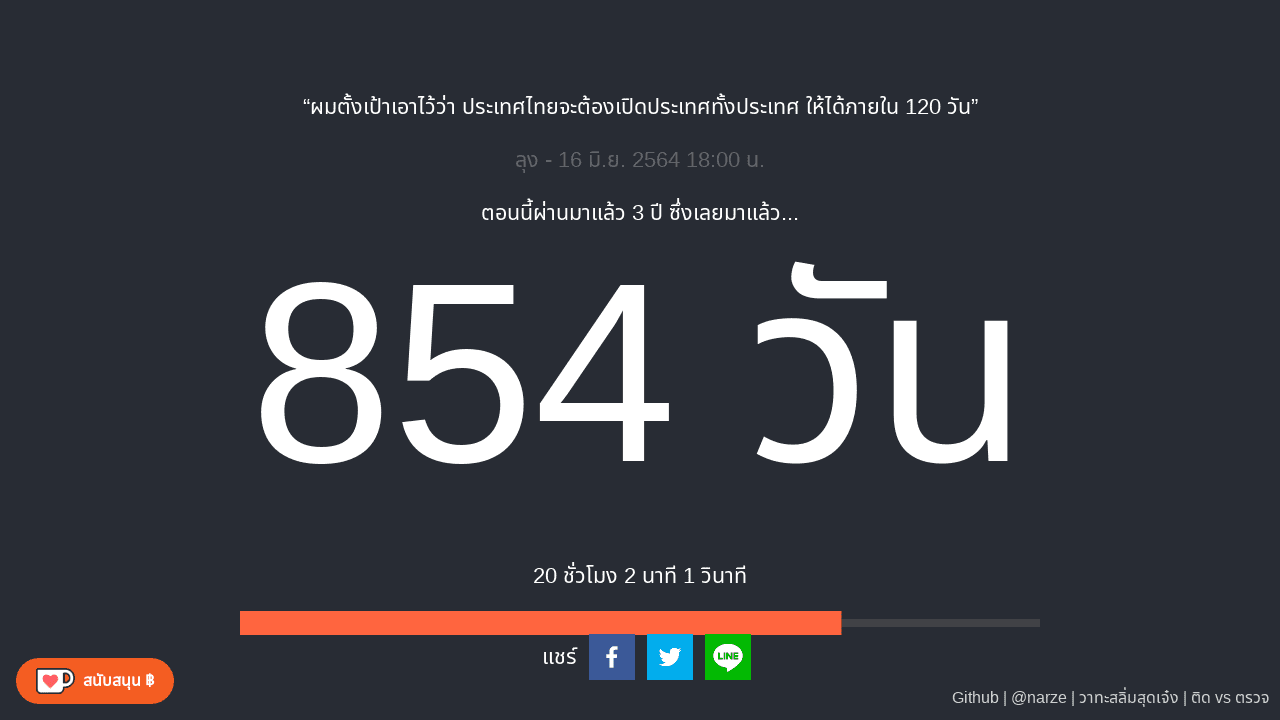 “ผมตั้งเป้าเอาไว้ว่า ประเทศไทยจะต้องเปิดประเทศทั้งประเทศ ให้ได้ภายใน 120 วัน”
ลุง - 16 มิ.ย. 2564 18:00 น.
ตอนนี้ผ่านมาแล้ว 3 ปี ซึ่งเลยมาแล้ว...
854 วัน
20 ชั่วโมง 2 นาที 1 วินาที
แชร์
LINE
สนับสนุน ฿
Github | @narze | วาทะสลิ่มสุดเจ๋ง | ติด vs ตรวจ